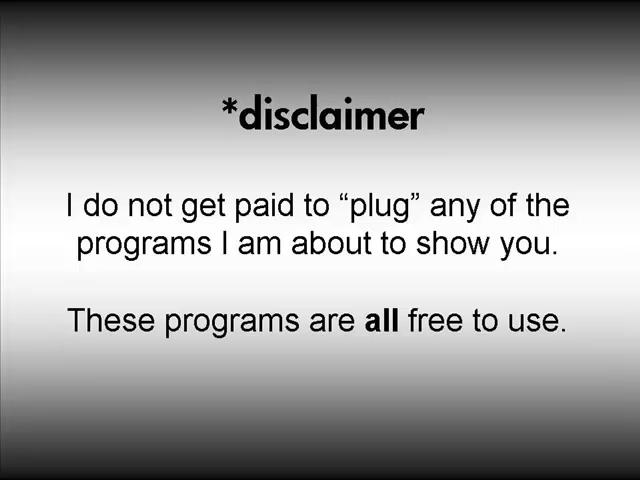 *disclaimer
I do not get paid to “plug” any of the
programs I am about to show you.
These programs are all free to use.